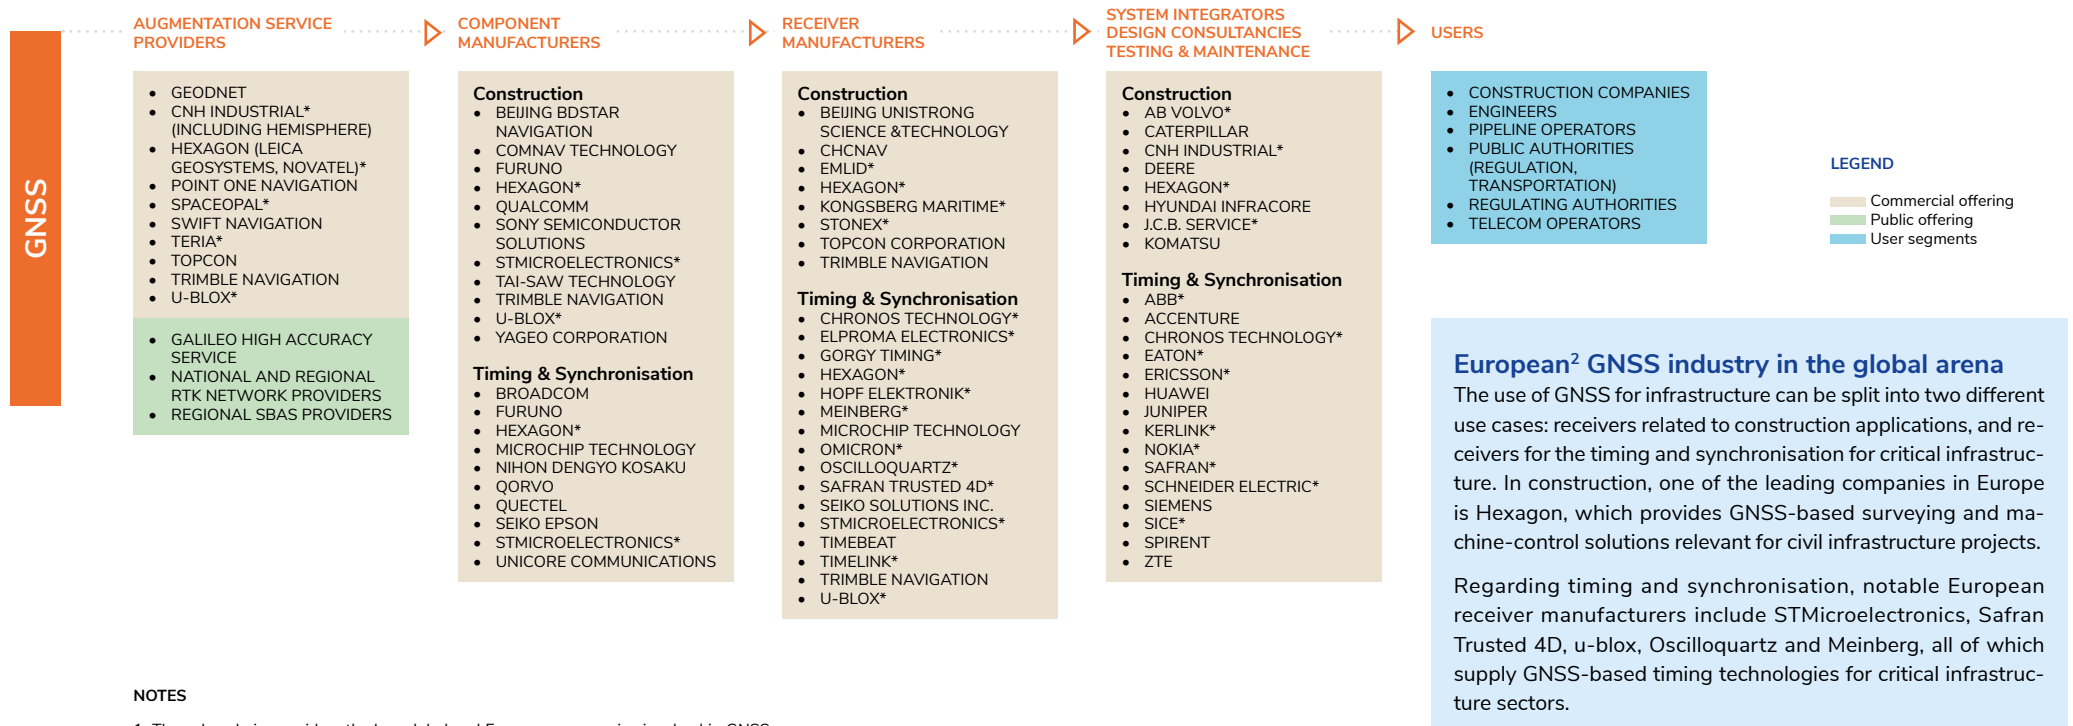 GNSS
AUGMENTATION SERVICE
PROVIDERS
• GEODNET
• CNH INDUSTRIAL*
(INCLUDING HEMISPHERE)
• HEXAGON (LEICA
GEOSYSTEMS, NOVATEL)*
• POINT ONE NAVIGATION
• SPACEOPAL*
• SWIFT NAVIGATION
• TERIA*
• TOPCON
• TRIMBLE NAVIGATION
• U-BLOX*
• GALILEO HIGH ACCURACY
SERVICE
• NATIONAL AND REGIONAL
RTK NETWORK PROVIDERS
• REGIONAL SBAS PROVIDERS
COMPONENT
MANUFACTURERS
Construction
• BEIJING BDSTAR
NAVIGATION
• COMNAV TECHNOLOGY
• FURUNO
• HEXAGON*
• QUALCOMM
• SONY SEMICONDUCTOR
SOLUTIONS
• STMICROELECTRONICS*
• TAI-SAW TECHNOLOGY
• TRIMBLE NAVIGATION
• U-BLOX*
• YAGEO CORPORATION
Timing & Synchronisation
• BROADCOM
• FURUNO
• HEXAGON*
• MICROCHIP TECHNOLOGY
• NIHON DENGYO KOSAKU
• QORVO
• QUECTEL
• SEIKO EPSON
• STMICROELECTRONICS*
• UNICORE COMMUNICATIONS
RECEIVER
MANUFACTURERS
Construction
• BEIJING UNISTRONG
SCIENCE &TECHNOLOGY
• CHCNAV
• EMLID*
• HEXAGON*
• KONGSBERG MARITIME*
• STONEX*
• TOPCON CORPORATION
• TRIMBLE NAVIGATION
Timing & Synchronisation
• CHRONOS TECHNOLOGY*
• ELPROMA ELECTRONICS*
• GORGY TIMING*
• HEXAGON*
• HOPF ELEKTRONIK*
• MEINBERG*
• MICROCHIP TECHNOLOGY
• OMICRON*
• OSCILLOQUARTZ*
• SAFRAN TRUSTED 4D*
• SEIKO SOLUTIONS INC.
• STMICROELECTRONICS*
• TIMEBEAT
• TIMELINK*
• TRIMBLE NAVIGATION
• U-BLOX*
SYSTEM INTEGRATORS
DESIGN CONSULTANCIES
TESTING & MAINTENANCE
Construction
• AB VOLVO*
• CATERPILLAR
• CNH INDUSTRIAL*
• DEERE
• HEXAGON*
• HYUNDAI INFRACORE
• J.C.B. SERVICE*
• KOMATSU
Timing & Synchronisation
• ABB*
• ACCENTURE
• CHRONOS TECHNOLOGY*
• EATON*
• ERICSSON*
• HUAWEI
• JUNIPER
• KERLINK*
• NOKIA*
• SAFRAN*
• SCHNEIDER ELECTRIC*
• SIEMENS
• SICE*
• SPIRENT
• ZTE
USERS
• CONSTRUCTION COMPANIES
• ENGINEERS
• PIPELINE OPERATORS
• PUBLIC AUTHORITIES
(REGULATION,
TRANSPORTATION)
• REGULATING AUTHORITIES
• TELECOM OPERATORS
LEGEND
Commercial offering
Public offering
User segments
European² GNSS industry in the global arena
The use of GNSS for infrastructure can be split into two different
use cases: receivers related to construction applications, and re-
ceivers for the timing and synchronisation for critical infrastruc-
ture. In construction, one of the leading companies in Europe
is Hexagon, which provides GNSS-based surveying and ma-
chine-control solutions relevant for civil infrastructure projects.
Regarding timing and synchronisation, notable European
receiver manufacturers include STMicroelectronics, Safran
Trusted 4D, u-blox, Oscilloquartz and Meinberg, all of which
supply GNSS-based timing technologies for critical infrastruc-
ture sectors.
NOTES